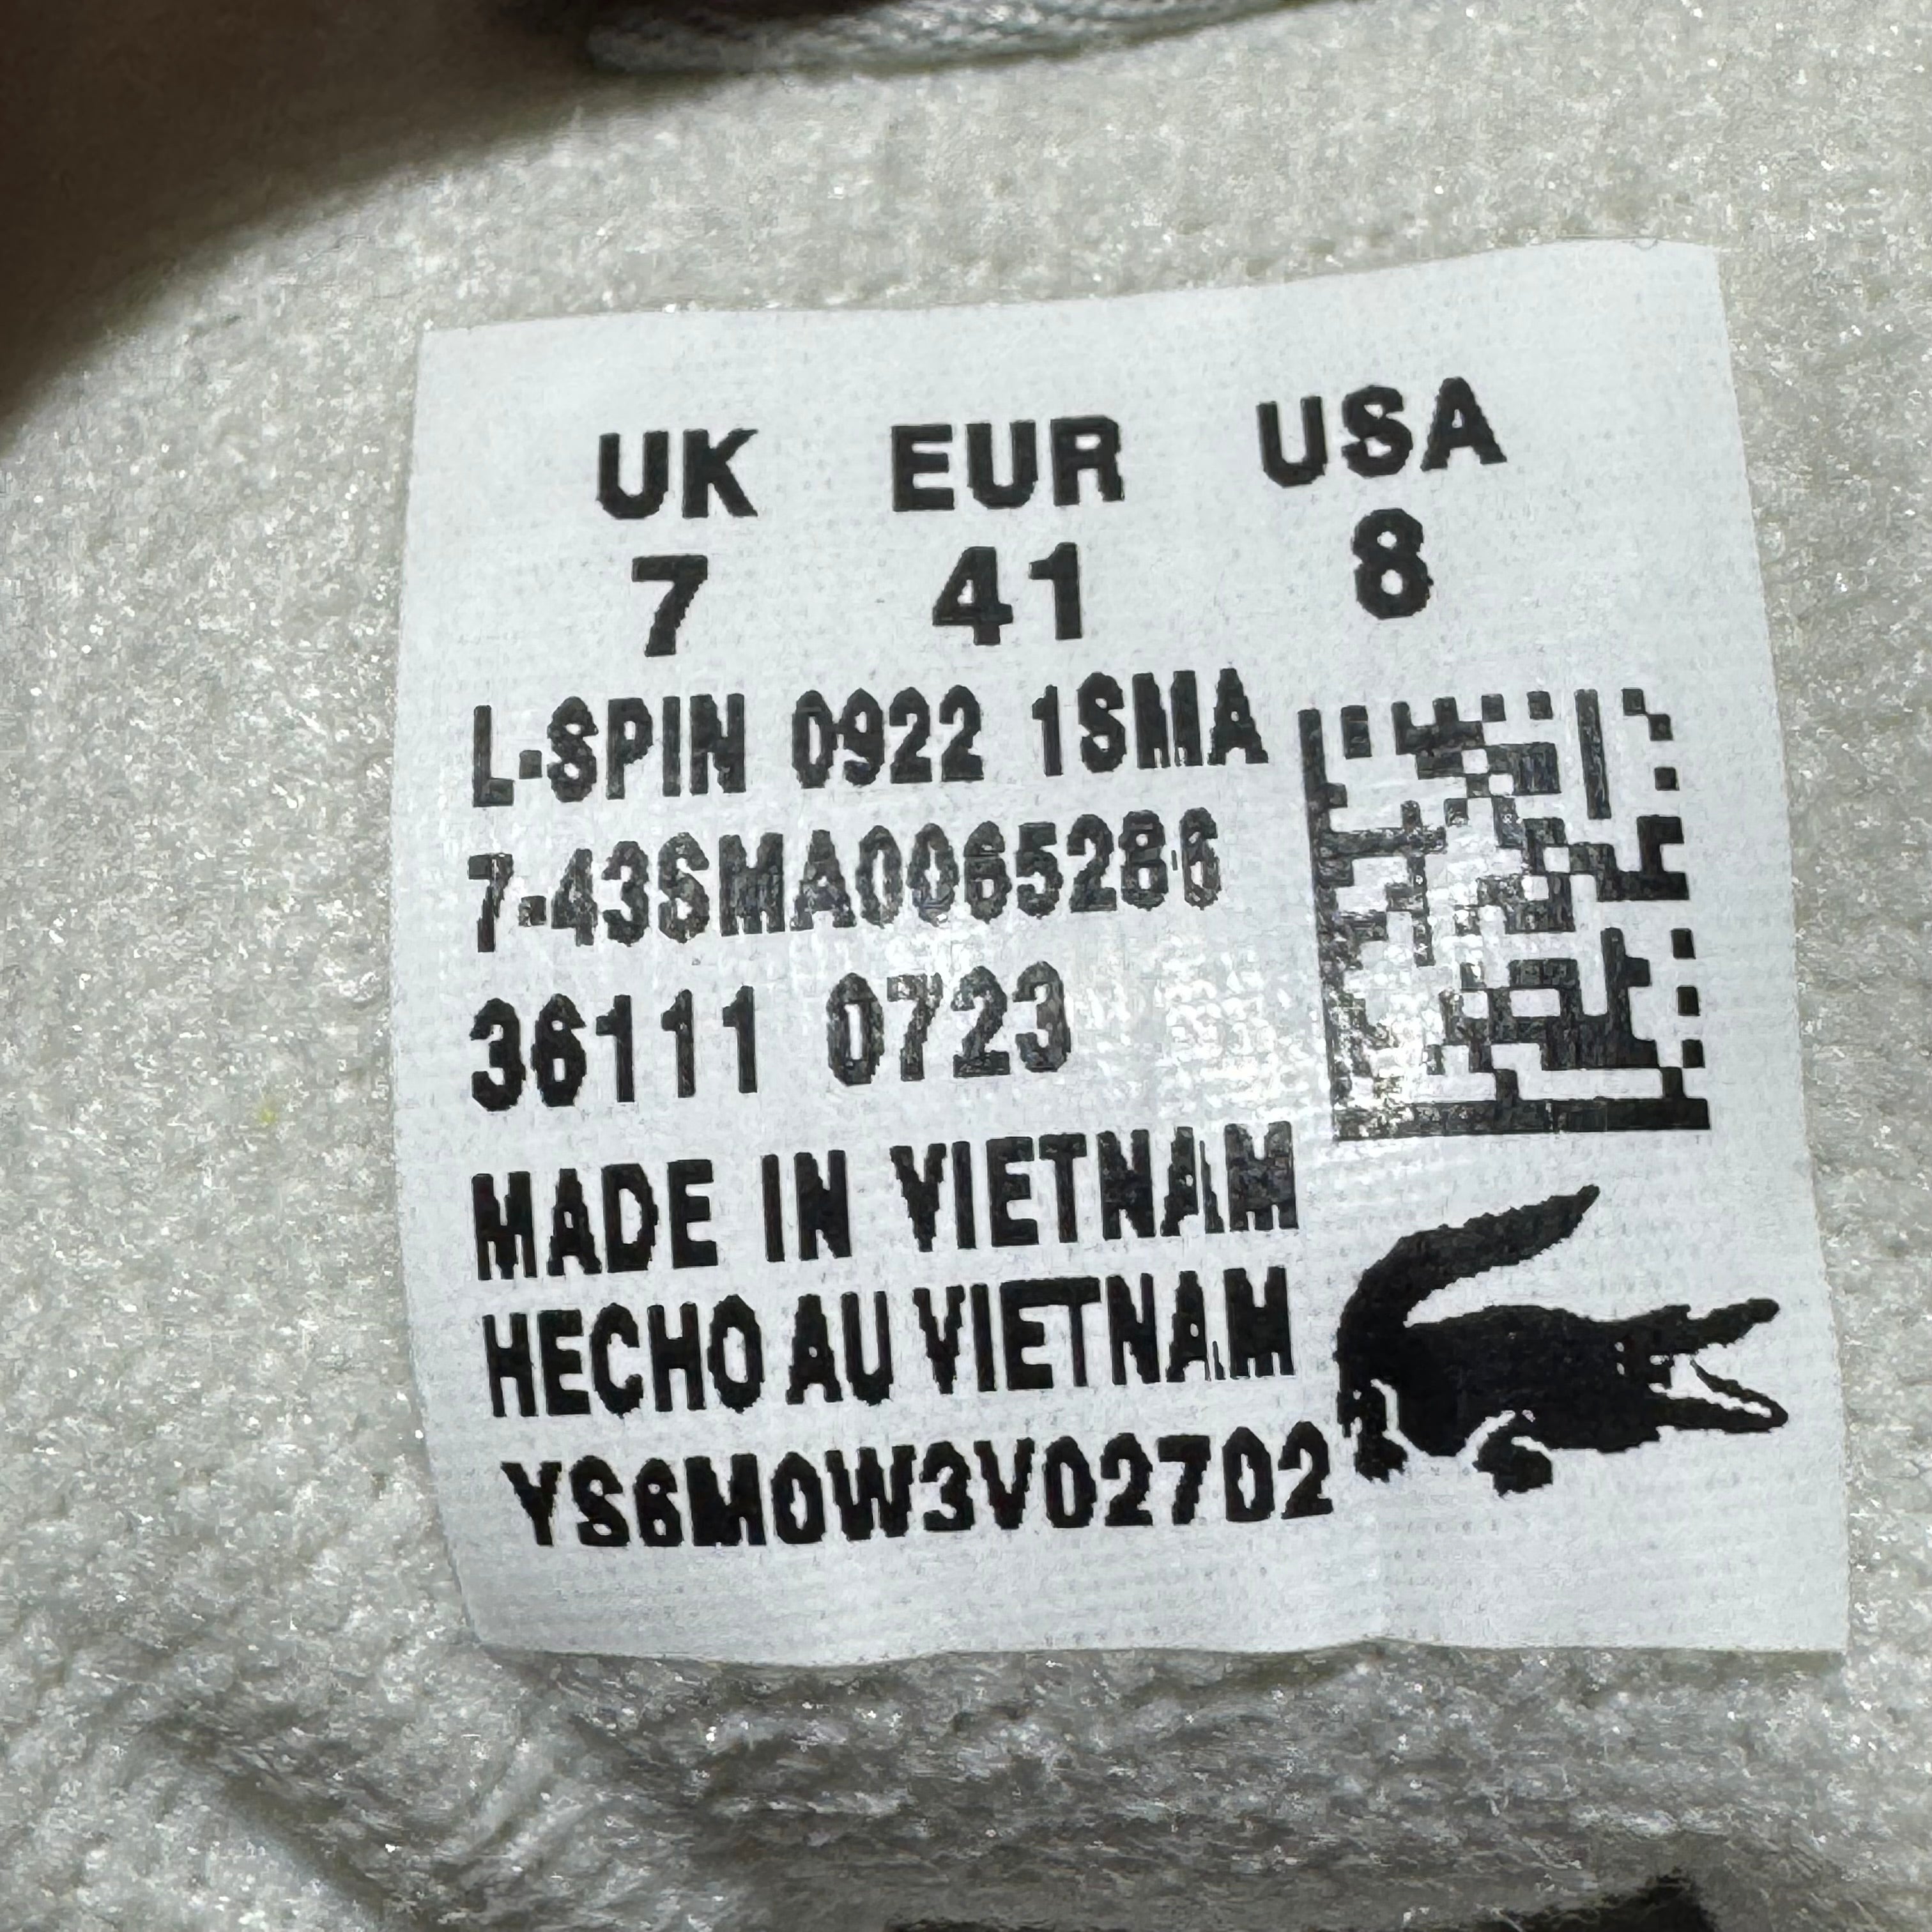 UK EUR USA
7 41 8
L-SPIN 0922 1SMA
7-43SMA0065286
36111 0723
MADE IN VIETNAM
HECHO AU VIETNAM
YS6M0W3V02702